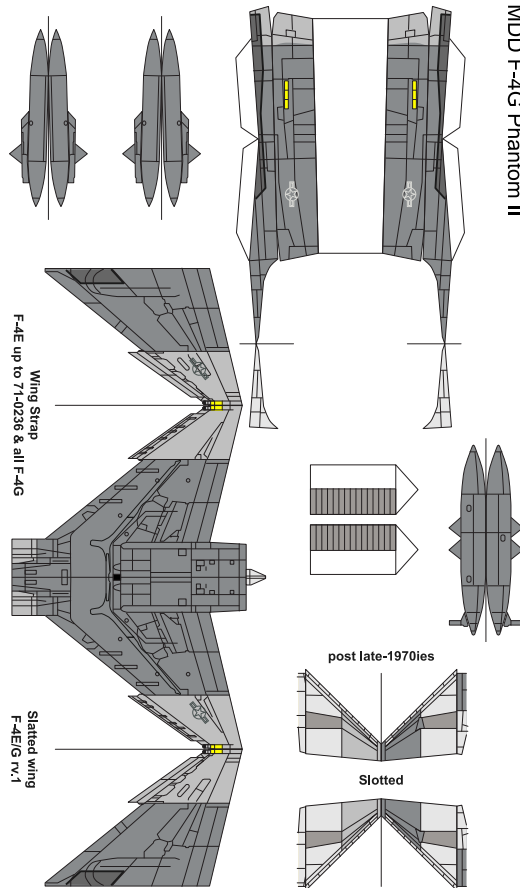 MDD F-4G Phantom II
Wing Strap
F-4E up to 71-0236 & all F-4G
post late-1970ies
Slotted
Slatted wing
F-4E/G rv.1